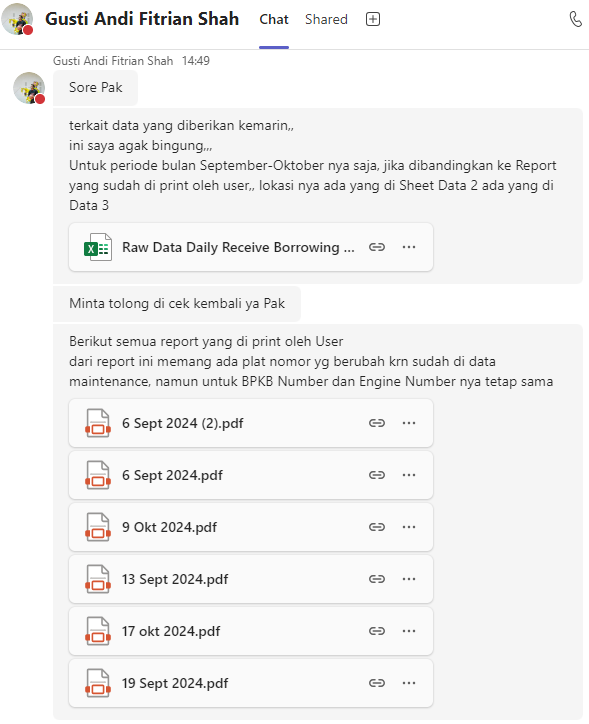 Gusti Andi Fitrian Shah Chat Shared
Gusti Andi Fitrian Shah 14:49
Sore Pak
terkait data yang diberikan kemarin,,
ini saya agak bingung,,,
Untuk periode bulan September-Oktober nya saja, jika dibandingkan ke Report
yang sudah di print oleh user,, lokasi nya ada yang di Sheet Data 2 ada yang di
Data 3
Raw Data Daily Receive Borrowing ...
Minta tolong di cek kembali ya Pak
Berikut semua report yang di print oleh User
dari report ini memang ada plat nomor yg berubah krn sudah di data
maintenance, namun untuk BPKB Number dan Engine Number nya tetap sama
6 Sept 2024 (2).pdf
6 Sept 2024.pdf
9 Okt 2024.pdf
13 Sept 2024.pdf
17 okt 2024.pdf
19 Sept 2024.pdf